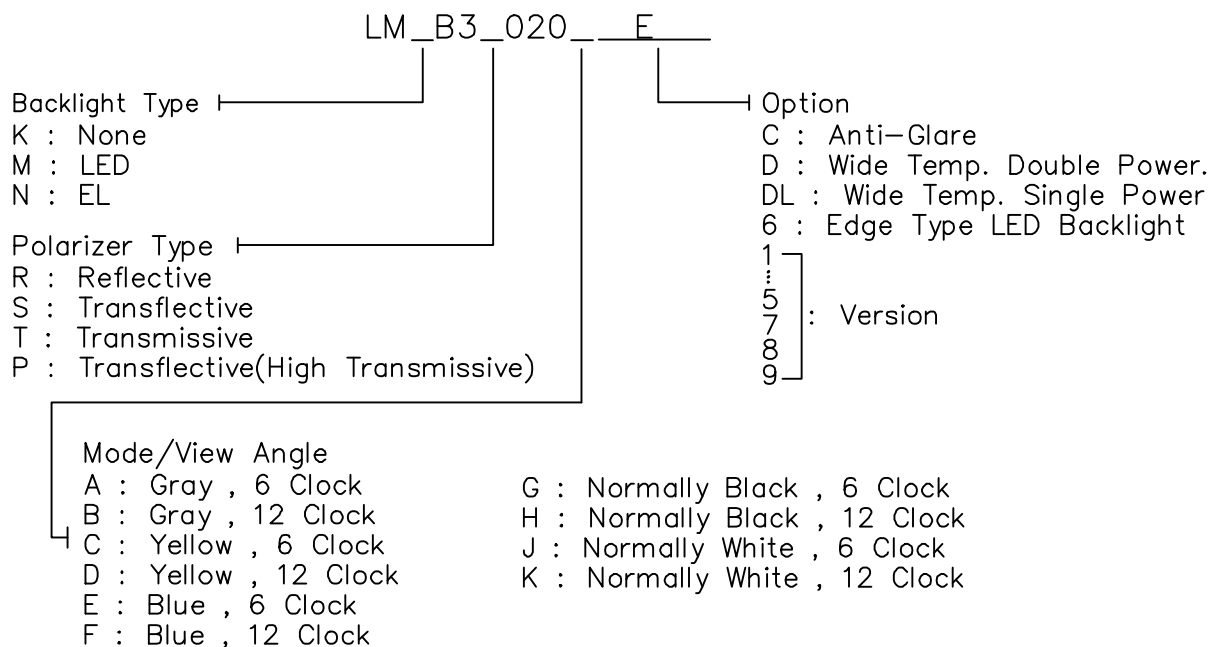 LM_B3_020_ __E__
Backlight Type
K : None
M : LED
N : EL
Polarizer Type
R : Reflective
S : Transflective
T : Transmissive
P : Transflective(High Transmissive)
Option
C : Anti-Glare
D : Wide Temp. Double Power.
DL : Wide Temp. Single Power
6 : Edge Type LED Backlight
1
5
7
8
9
: Version
Mode/View Angle
A : Gray , 6 Clock
B : Gray , 12 Clock
C : Yellow , 6 Clock
D : Yellow , 12 Clock
E : Blue , 6 Clock
F : Blue , 12 Clock
G : Normally Black , 6 Clock
H : Normally Black , 12 Clock
J : Normally White , 6 Clock
K : Normally White , 12 Clock